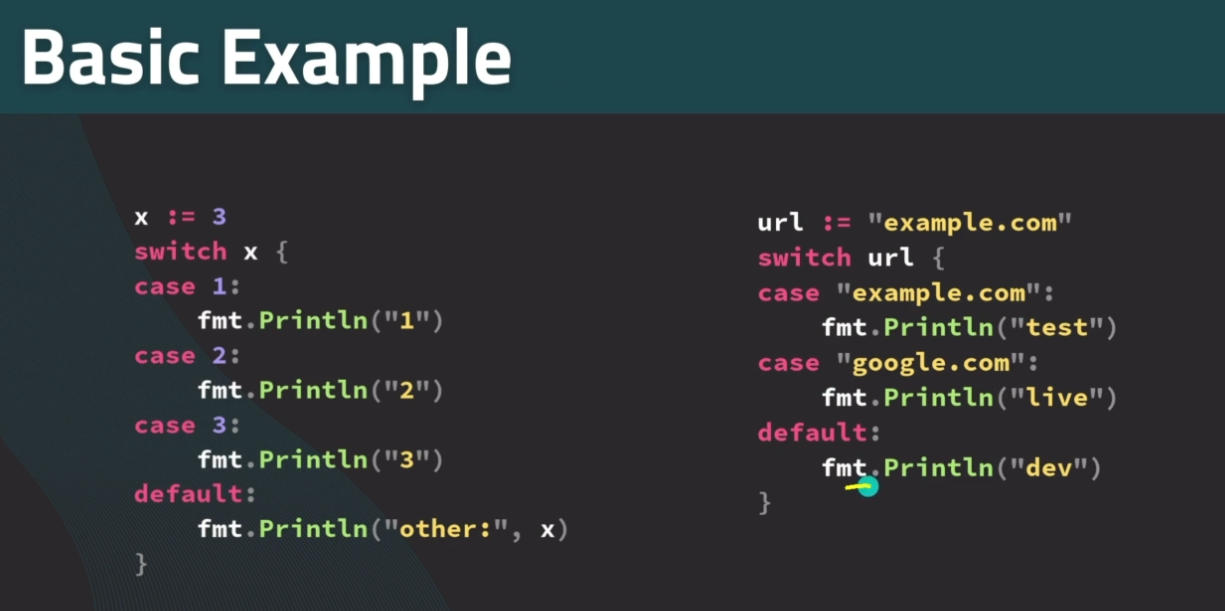 Basic Example
x := 3
switch x {
case 1:
    fmt.Println("1")
case 2:
    fmt.Println("2")
case 3:
    fmt.Println("3")
default:
    fmt.Println("other:", x)
}
url := "example.com"
switch url {
case "example.com":
    fmt.Println("test")
case "google.com":
    fmt.Println("live")
default:
    fmt.Println("dev")
}